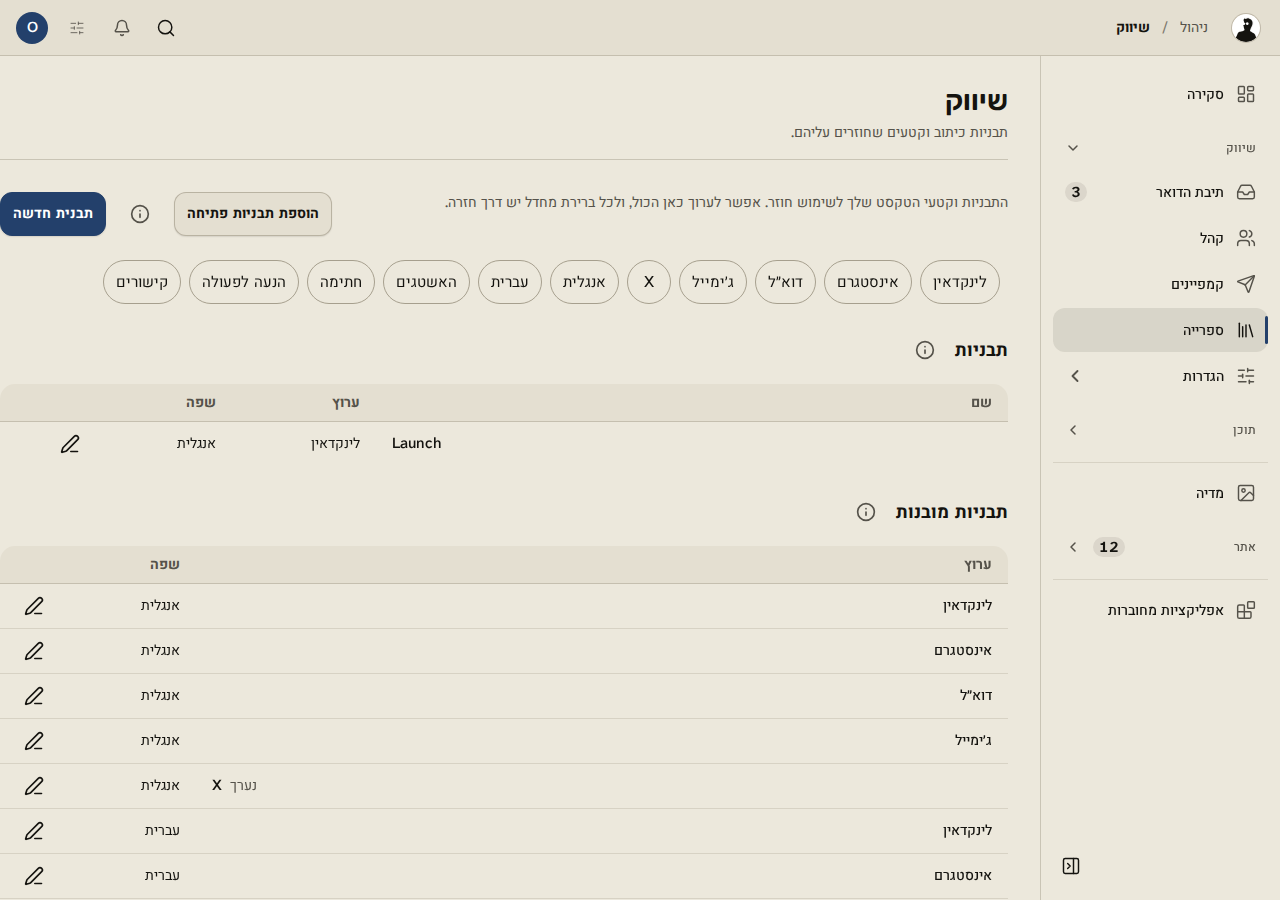 ניהול / שיווק
O
סקירה
שיווק
תיבת הדואר 3
קהל
קמפיינים
ספרייה
הגדרות
תוכן
מדיה
אתר 12
אפליקציות מחוברות
שיווק
תבניות כיתוב וקטעים שחוזרים עליהם.
התבניות וקטעי הטקסט שלך לשימוש חוזר. אפשר לערוך כאן הכול, ולכל ברירת מחדל יש דרך חזרה.
הוספת תבניות פתיחה
תבנית חדשה
לינקדאין אינסטגרם דוא״ל ג׳ימייל X אנגלית עברית האשטגים חתימה הנעה לפעולה קישורים
תבניות
שם ערוץ שפה
Launch לינקדאין אנגלית
תבניות מובנות
ערוץ שפה
לינקדאין אנגלית
אינסטגרם אנגלית
דוא״ל אנגלית
ג׳ימייל אנגלית
נערך X אנגלית
לינקדאין עברית
אינסטגרם עברית